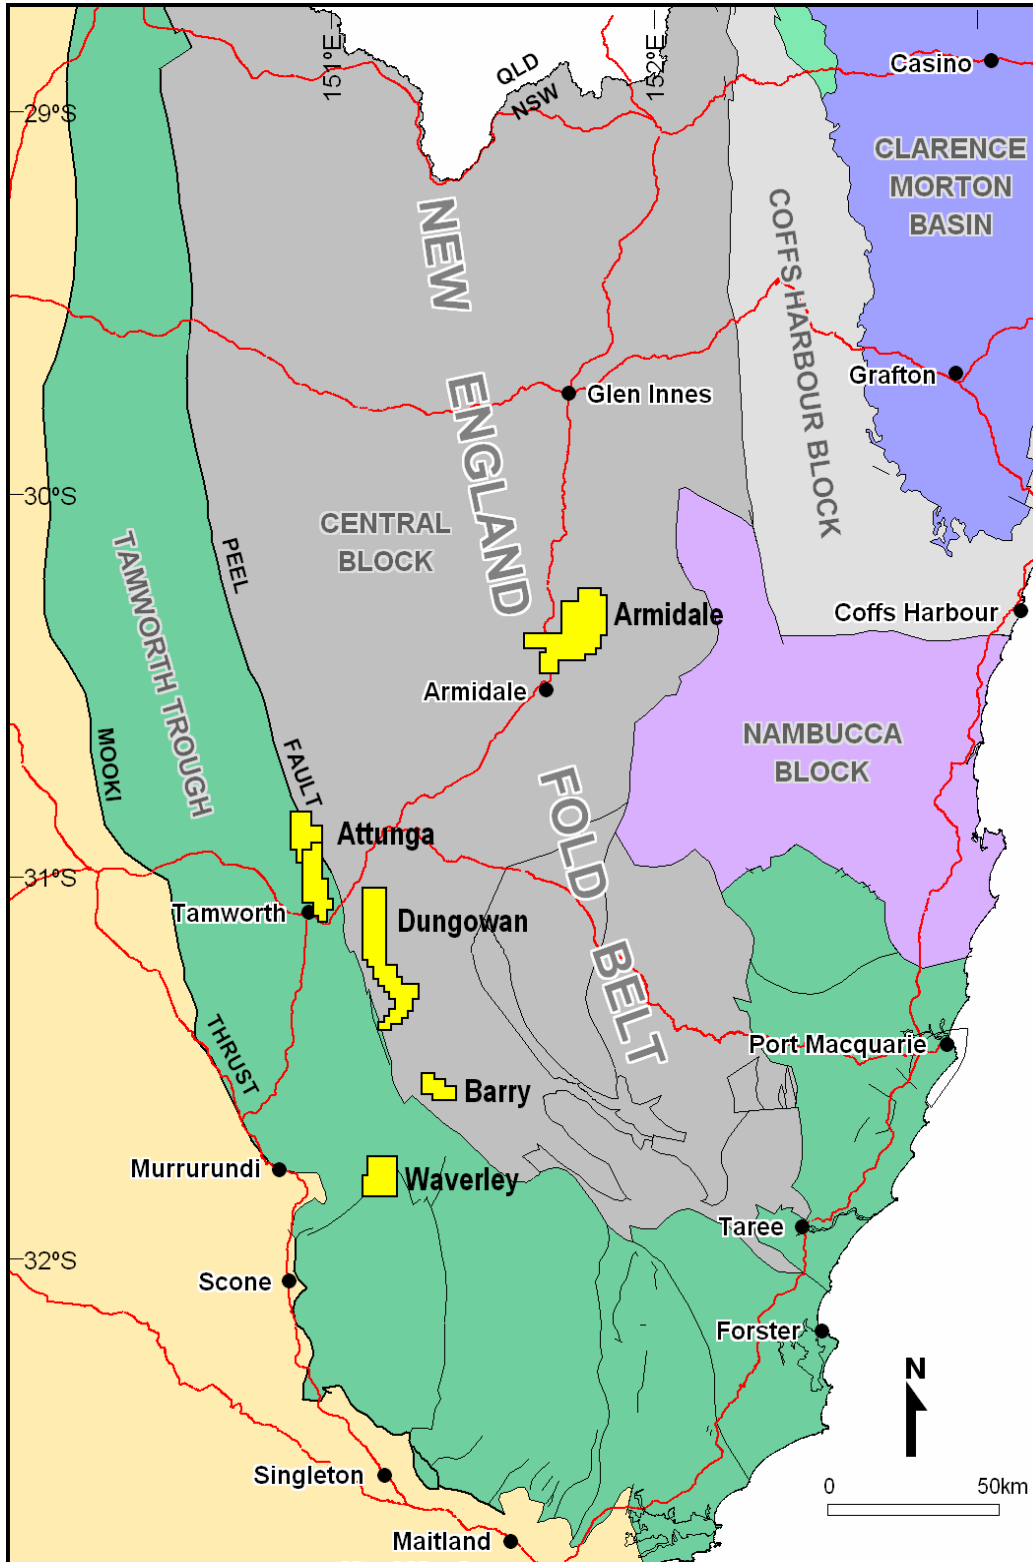 151°E
152°E
QLD
NSW
Casino
29°S
CLARENCE
MORTON
BASIN
NEW
ENGLAND
FOLD
BELT
COFFS HARBOUR BLOCK
Grafton
Glen Innes
30°S
CENTRAL
BLOCK
TAMWORTH TROUGH
PEEL
FAULT
Armidale
Coffs Harbour
Armidale
MOOKI
THRUST
NAMBUCCA
BLOCK
Attunga
31°S
Tamworth
Dungowan
Port Macquarie
Barry
Murrurundi
Waverley
Taree
32°S
Scone
Forster
N
Singleton
0
50km
Maitland